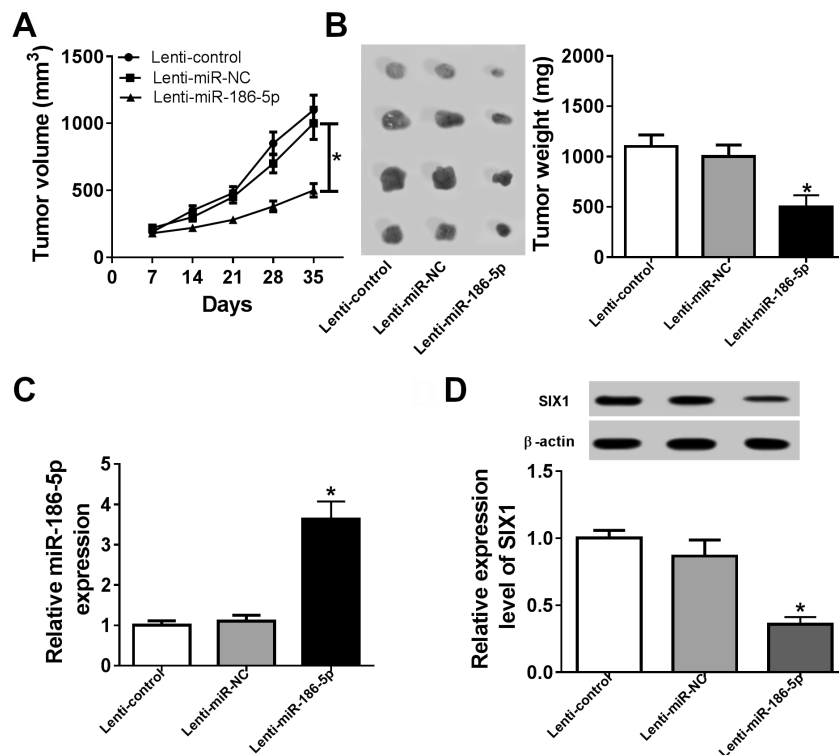 A
Tumor volume (mm³)
1500
1000
500
0
Lenti-control
Lenti-miR-NC
Lenti-miR-186-5p
*
0 7 14 21 28 35
Days
B
Lenti-control
Lenti-miR-NC
Lenti-miR-186-5p
Tumor weight (mg)
2000
1500
1000
500
0
*
Lenti-control
Lenti-miR-NC
Lenti-miR-186-5p
C
Relative miR-186-5p
expression
5
4
3
2
1
0
*
Lenti-control
Lenti-miR-NC
Lenti-miR-186-5p
D
SIX1
β-actin
Relative expression
level of SIX1
1.5
1.0
0.5
0.0
*
Lenti-control
Lenti-miR-NC
Lenti-miR-186-5p